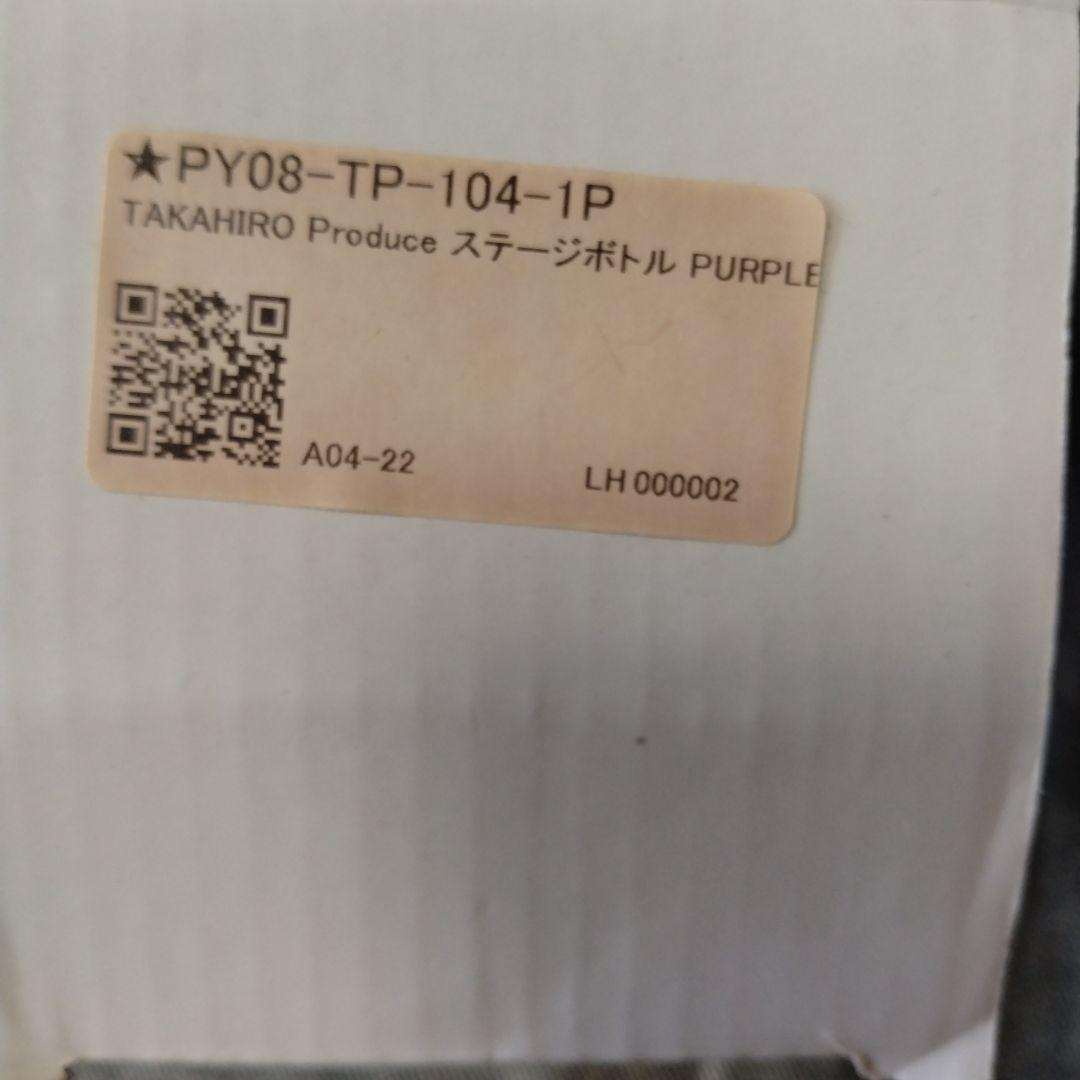 ★PY08-TP-104-1P
TAKAHIRO Produce ステージボトル PURPLE
A04-22
LH 000002